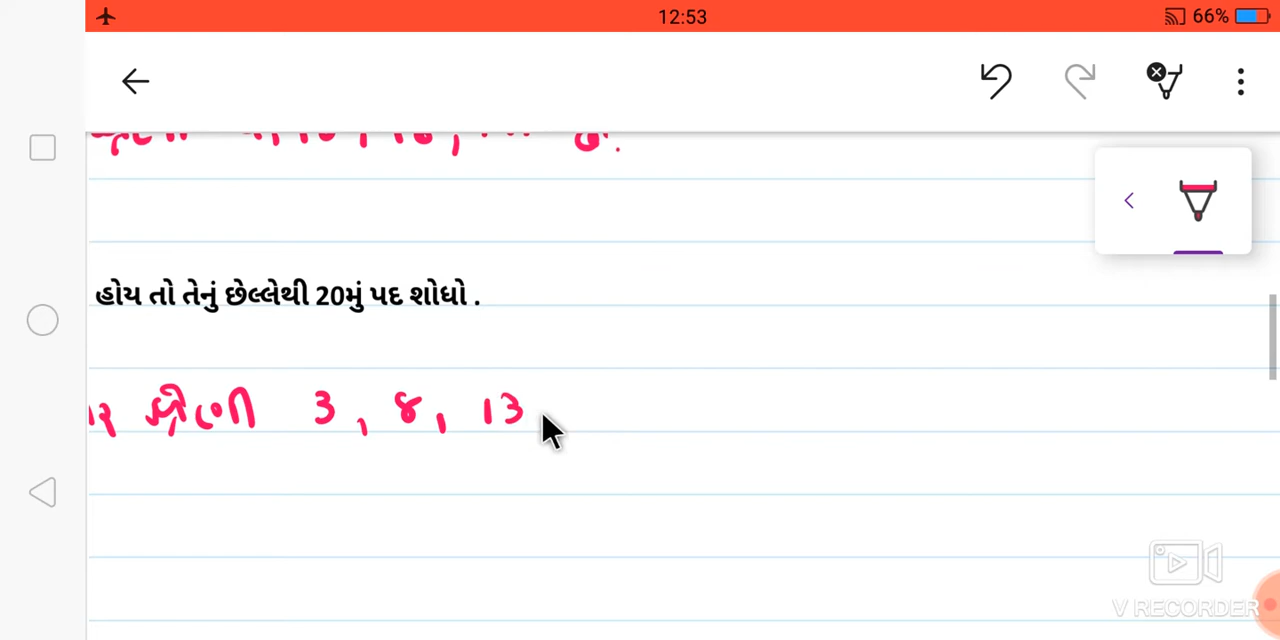 12:53
66%
હોય તો તેનું છેલ્લેથી 20મું પદ શોધો .
શ્રેણી 3 , 8 , 13
V RECORDER